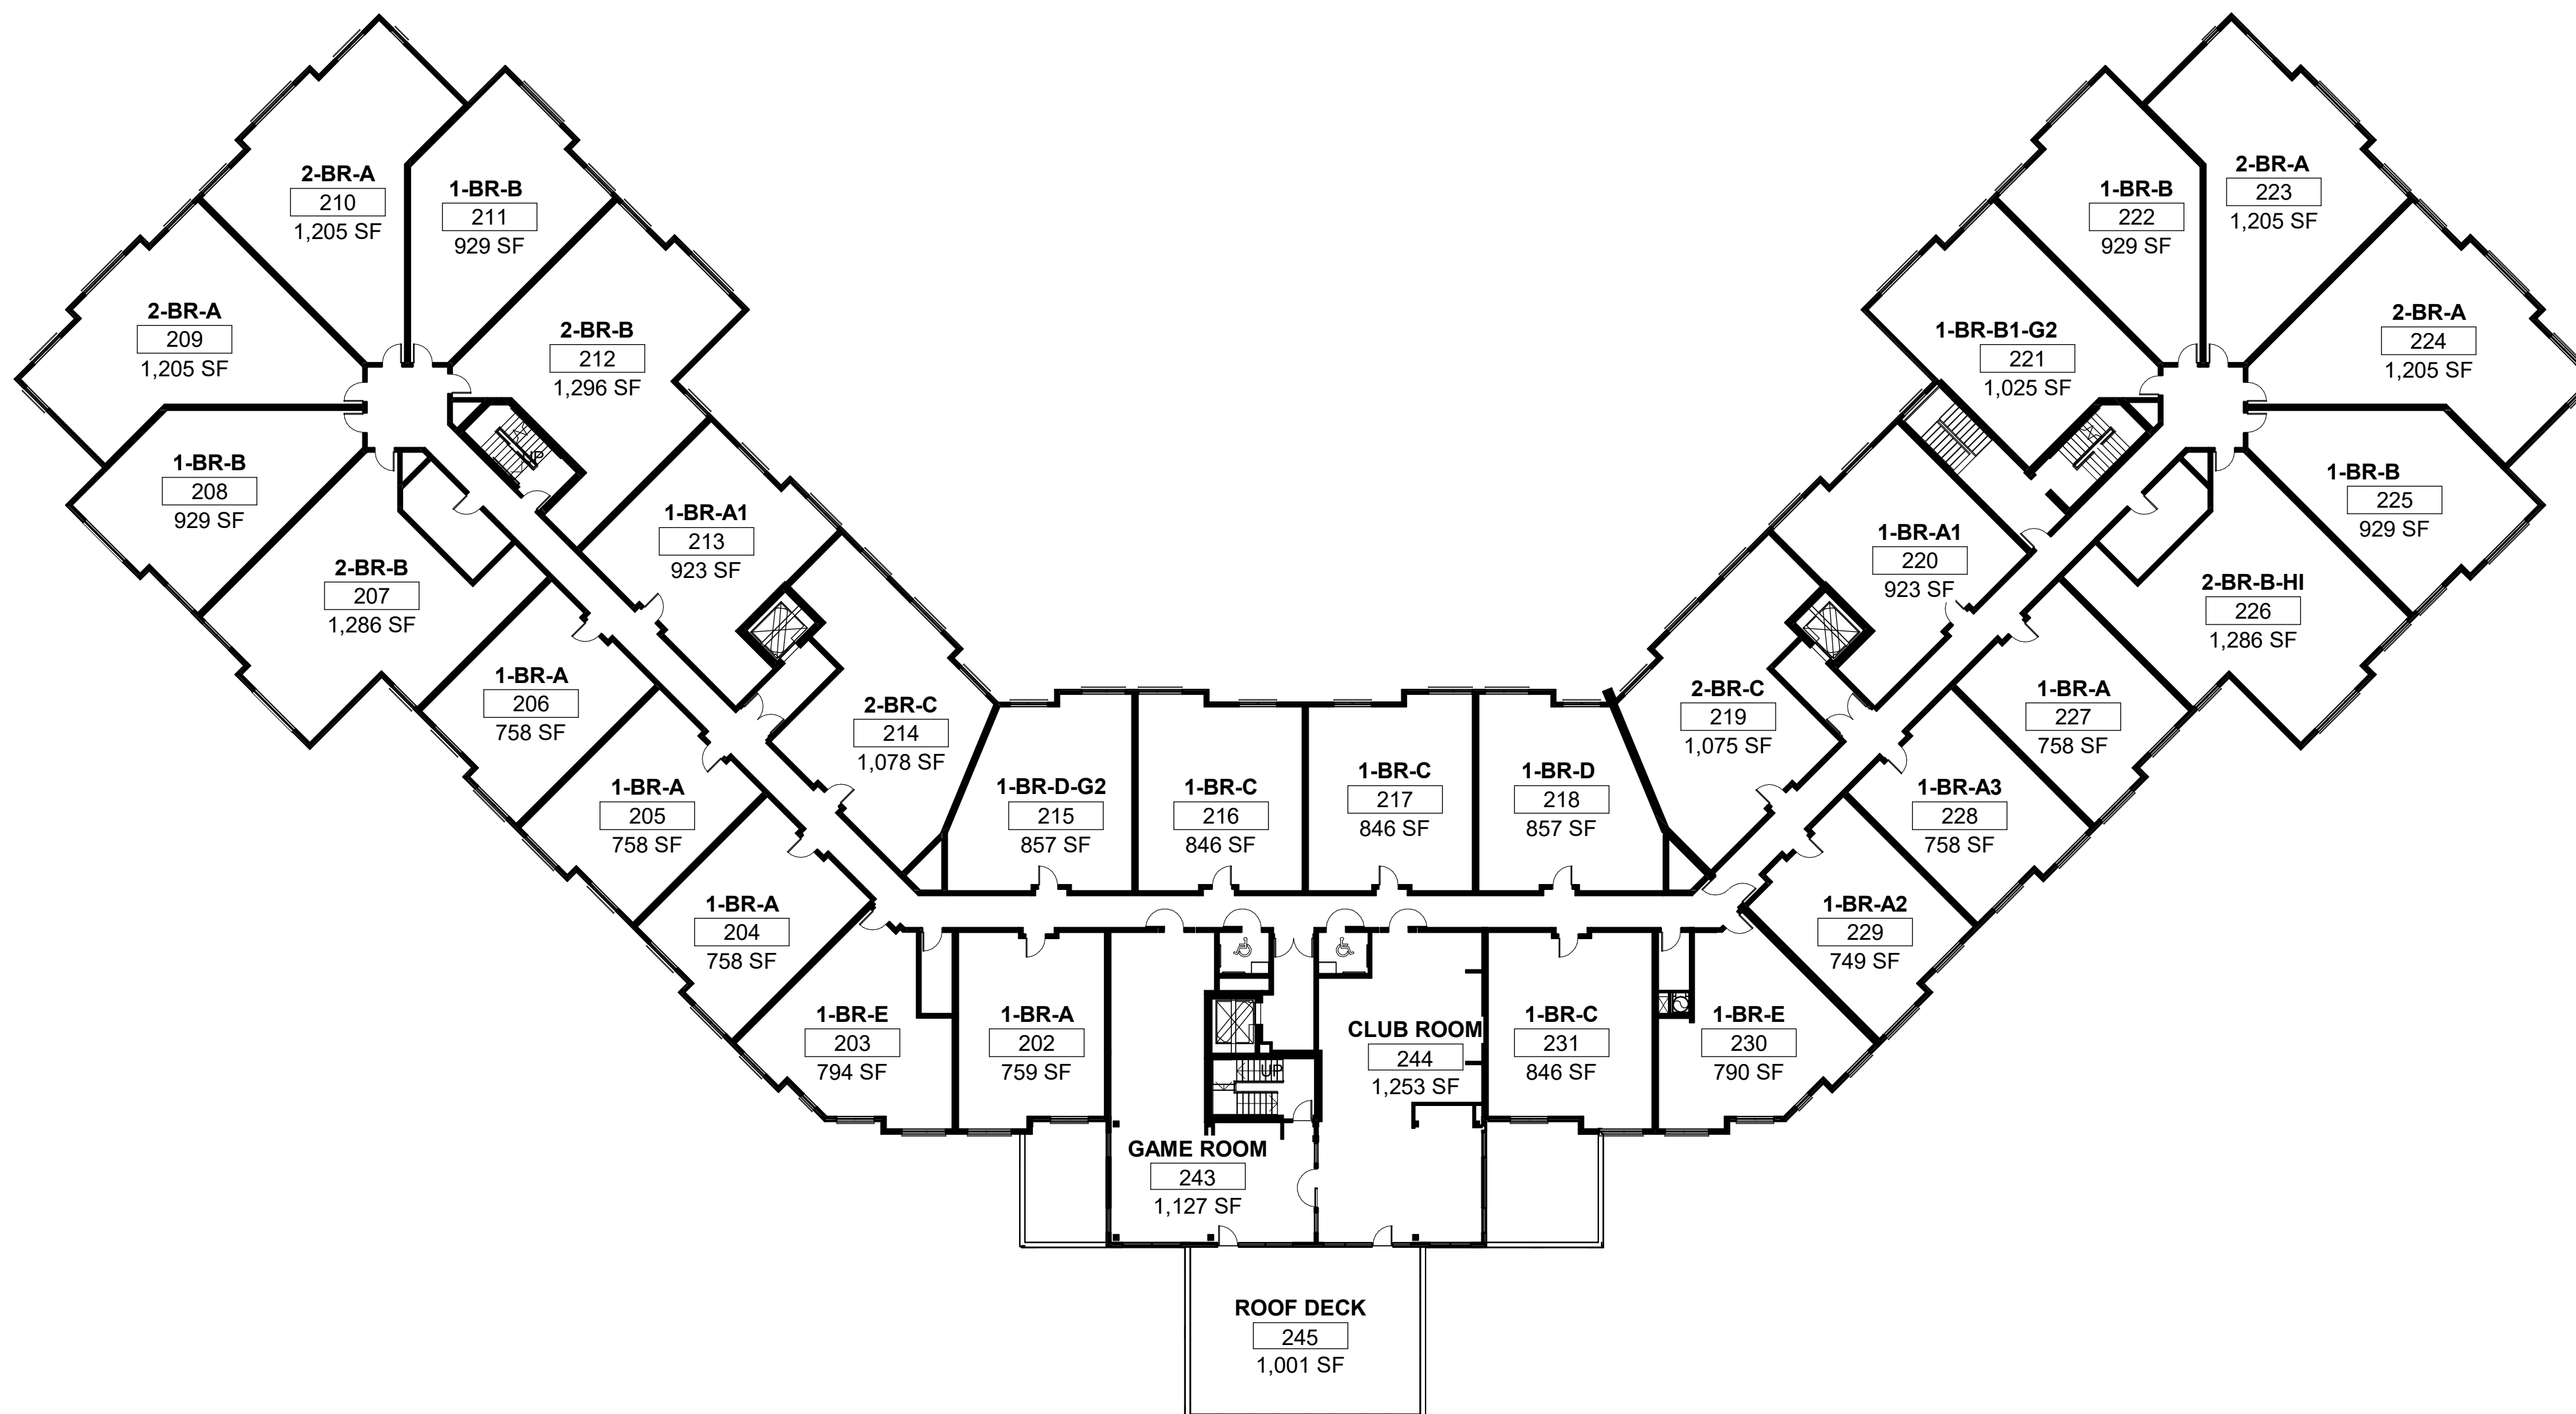 2-BR-A
210
1,205 SF
1-BR-B
211
929 SF
2-BR-A
209
1,205 SF
2-BR-B
212
1,296 SF
1-BR-B
208
929 SF
UP
2-BR-B
207
1,286 SF
1-BR-A1
213
923 SF
1-BR-A
206
758 SF
1-BR-A
205
758 SF
1-BR-A
204
758 SF
2-BR-C
214
1,078 SF
1-BR-D-G2
215
857 SF
1-BR-C
216
846 SF
1-BR-C
217
846 SF
1-BR-D
218
857 SF
2-BR-C
219
1,075 SF
1-BR-A1
220
923 SF
1-BR-B1-G2
221
1,025 SF
1-BR-B
222
929 SF
2-BR-A
223
1,205 SF
2-BR-A
224
1,205 SF
1-BR-B
225
929 SF
2-BR-B-HI
226
1,286 SF
1-BR-A
227
758 SF
1-BR-A3
228
758 SF
1-BR-A2
229
749 SF
1-BR-E
203
794 SF
1-BR-A
202
759 SF
UP
CLUB ROOM
244
1,253 SF
1-BR-C
231
846 SF
1-BR-E
230
790 SF
GAME ROOM
243
1,127 SF
ROOF DECK
245
1,001 SF